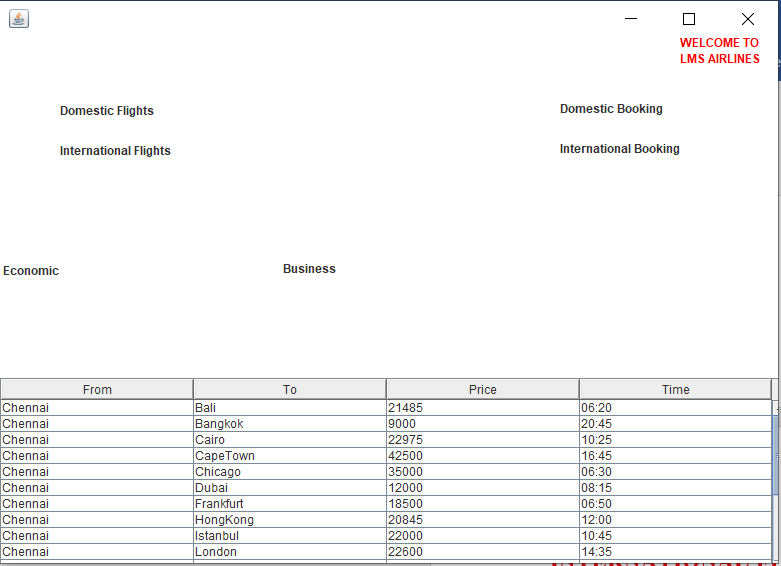 WELCOME TO
LMS AIRLINES
Domestic Flights
Domestic Booking
International Flights
International Booking
Economic
Business
From To Price Time
Chennai Bali 21485 06:20
Chennai Bangkok 9000 20:45
Chennai Cairo 22975 10:25
Chennai CapeTown 42500 16:45
Chennai Chicago 35000 06:30
Chennai Dubai 12000 08:15
Chennai Frankfurt 18500 06:50
Chennai HongKong 20845 12:00
Chennai Istanbul 22000 10:45
Chennai London 22600 14:35